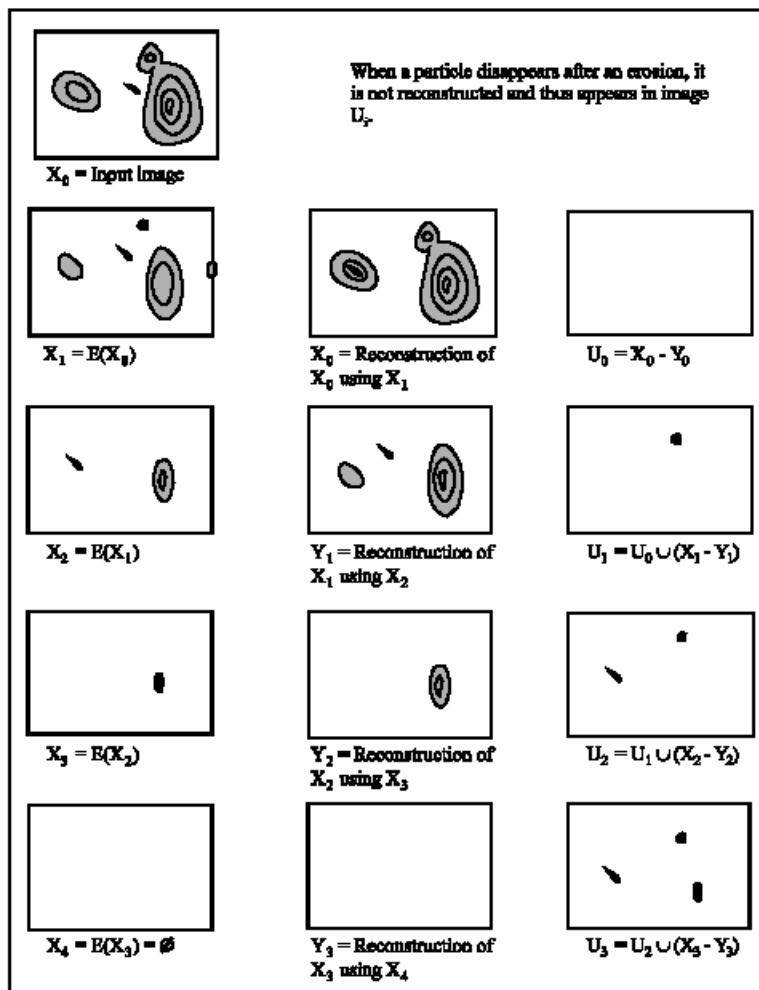 When a particle disappears after an erosion, it
is not reconstructed and thus appears in image
Uᵢ.
X₀ = Input image
X₁ = E(X₀)
X₀ = Reconstruction of
X₀ using X₁
U₀ = X₀ - Y₀
X₂ = E(X₁)
Y₁ = Reconstruction of
X₁ using X₂
U₁ = U₀ ∪ (X₁ - Y₁)
X₃ = E(X₂)
Y₂ = Reconstruction of
X₂ using X₃
U₂ = U₁ ∪ (X₂ - Y₂)
X₄ = E(X₃) = Ø
Y₃ = Reconstruction of
X₃ using X₄
U₃ = U₂ ∪ (X₃ - Y₃)